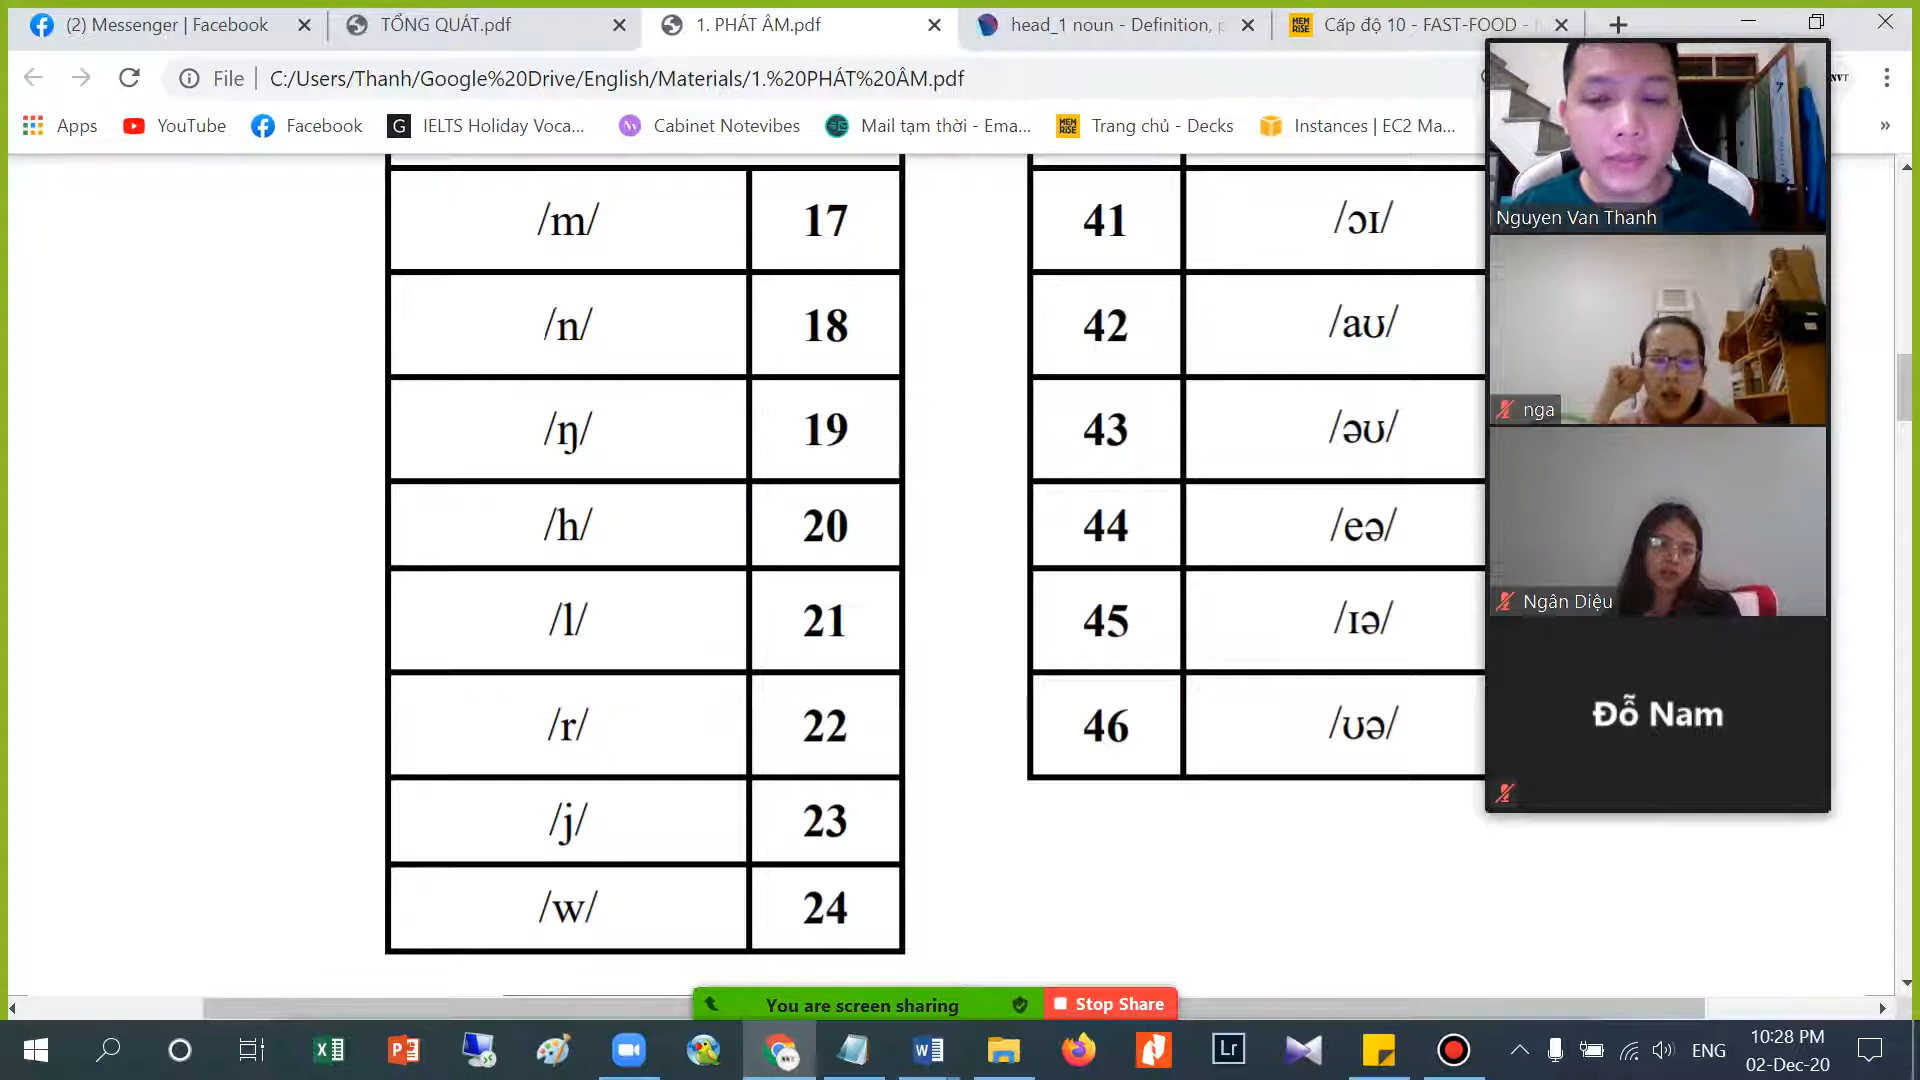 (2) Messenger | Facebook
TỔNG QUÁT.pdf
1. PHÁT ÂM.pdf
head_1 noun - Definition, p
Cấp độ 10 - FAST-FOOD -
File
C:/Users/Thanh/Google%20Drive/English/Materials/1.%20PHÁT%20ÂM.pdf
Apps
YouTube
Facebook
IELTS Holiday Voca...
Cabinet Notevibes
Mail tạm thời - Ema...
Trang chủ - Decks
Instances | EC2 Ma...
»
/m/ 17
/n/ 18
/ŋ/ 19
/h/ 20
/l/ 21
/r/ 22
/j/ 23
/w/ 24
41 /ɔɪ/
42 /aʊ/
43 /əʊ/
44 /eə/
45 /ɪə/
46 /ʊə/
Nguyen Van Thanh
nga
Ngân Diệu
Đỗ Nam
You are screen sharing
Stop Share
Lr
ENG
10:28 PM
02-Dec-20